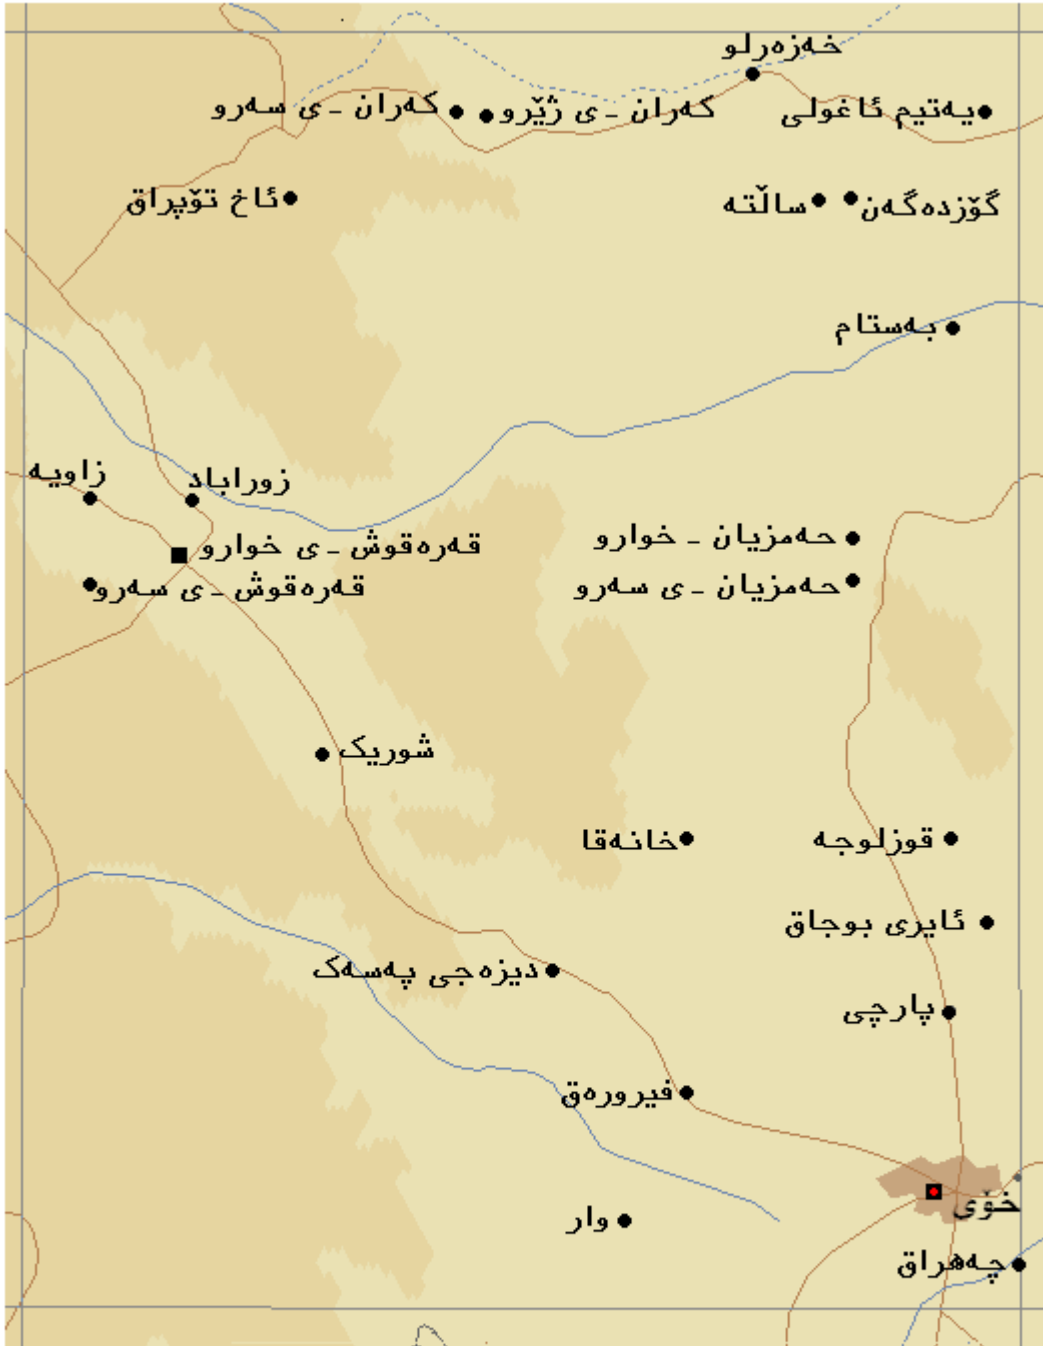 خەزەرلو
یەتیم ئاغولی
کەران ـ ی ژێرو
کەران ـ ی سەرو
گۆزدەگەن
ساڵتە
ئاخ تۆپراق
بەستام
زوراباد
زاویە
حەمزیان ـ خوارو
قەرەقوش ـ ی خوارو
حەمزیان ـ ی سەرو
قەرەقوش ـ ی سەرو
شوریک
قوزلوجە
خانەقا
ئایری بوجاق
دیزەجی پەسەک
پارچی
فیرورەق
خۆی
وار
چەهراق